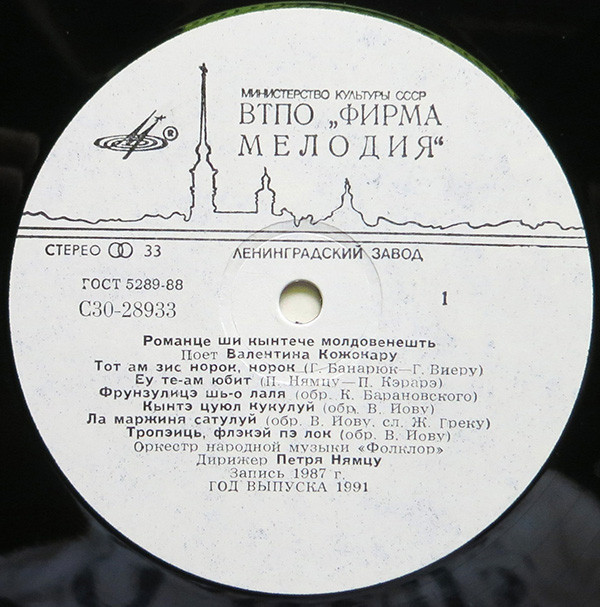 МИНИСТЕРСТВО КУЛЬТУРЫ СССР
ВТПО „ФИРМА
МЕЛОДИЯ“
®
СТЕРЕО 33
ЛЕНИНГРАДСКИЙ ЗАВОД
ГОСТ 5289-88
С30-28933
1
Романце ши кынтече молдовенешть
Поет Валентина Кожокару
Тот ам зис норок, норок (Г. Банарюк—Г. Виеру)
Еу те-ам юбит (П. Нямцу—П. Кэрарэ)
Фрунзулицэ шь-о лаля (обр. К. Барановского)
Кынтэ цуюл кукулуй (обр. В. Иову)
Ла маржиня сатулуй (обр. В. Иову, сл. Ж. Греку)
Тропэиць, флэкэй пэ лок (обр. В. Иову)
Оркестр народной музыки «Фолклор»
Дирижер Петря Нямцу
Запись 1987 г.
ГОД ВЫПУСКА 1991